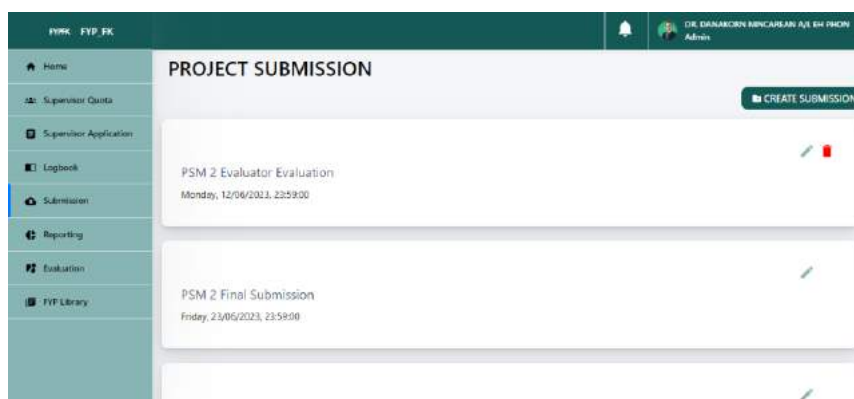 FYP_FK
DR. DANAKORN NINCAREAN A/L EH PHON
Admin
Home
Supervisor Quota
Supervisor Application
Logbook
Submission
Reporting
Evaluation
FYP Library
PROJECT SUBMISSION
CREATE SUBMISSION
PSM 2 Evaluator Evaluation
Monday, 12/06/2023, 23:59:00
PSM 2 Final Submission
Friday, 23/06/2023, 23:59:00